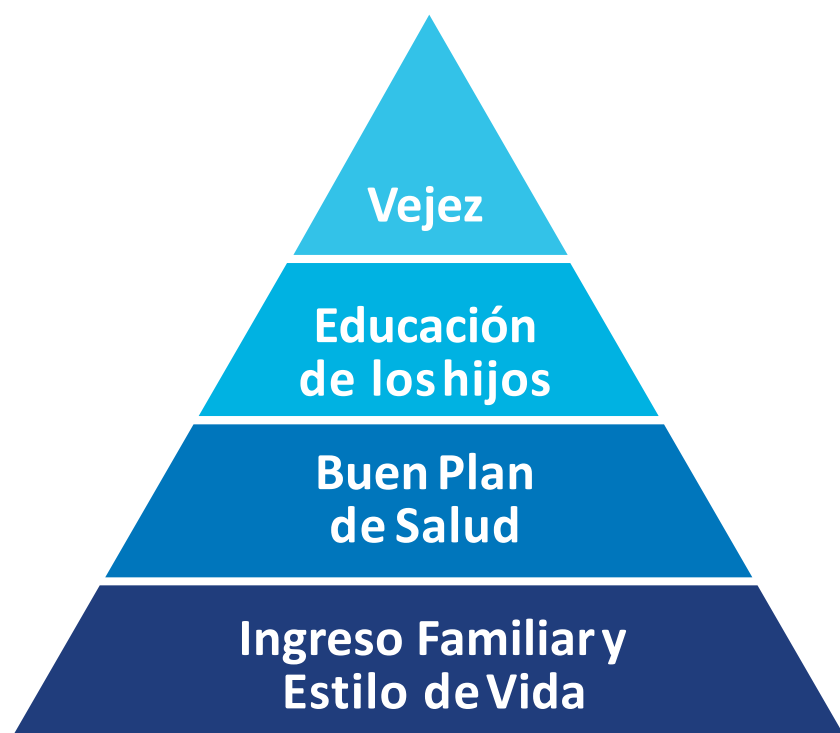 Vejez
Educación
de los hijos
Buen Plan
de Salud
Ingreso Familiar y
Estilo de Vida